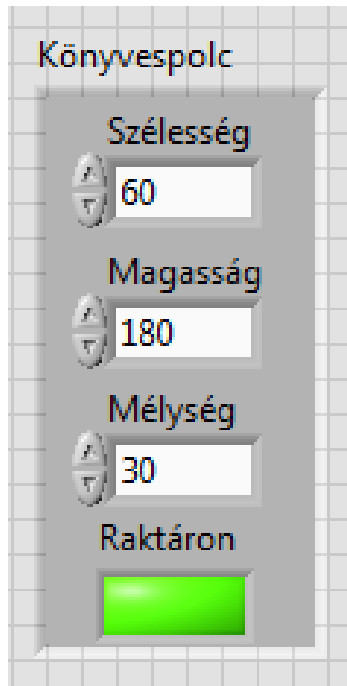 Könyvespolc
Szélesség
60
Magasság
180
Mélység
30
Raktáron